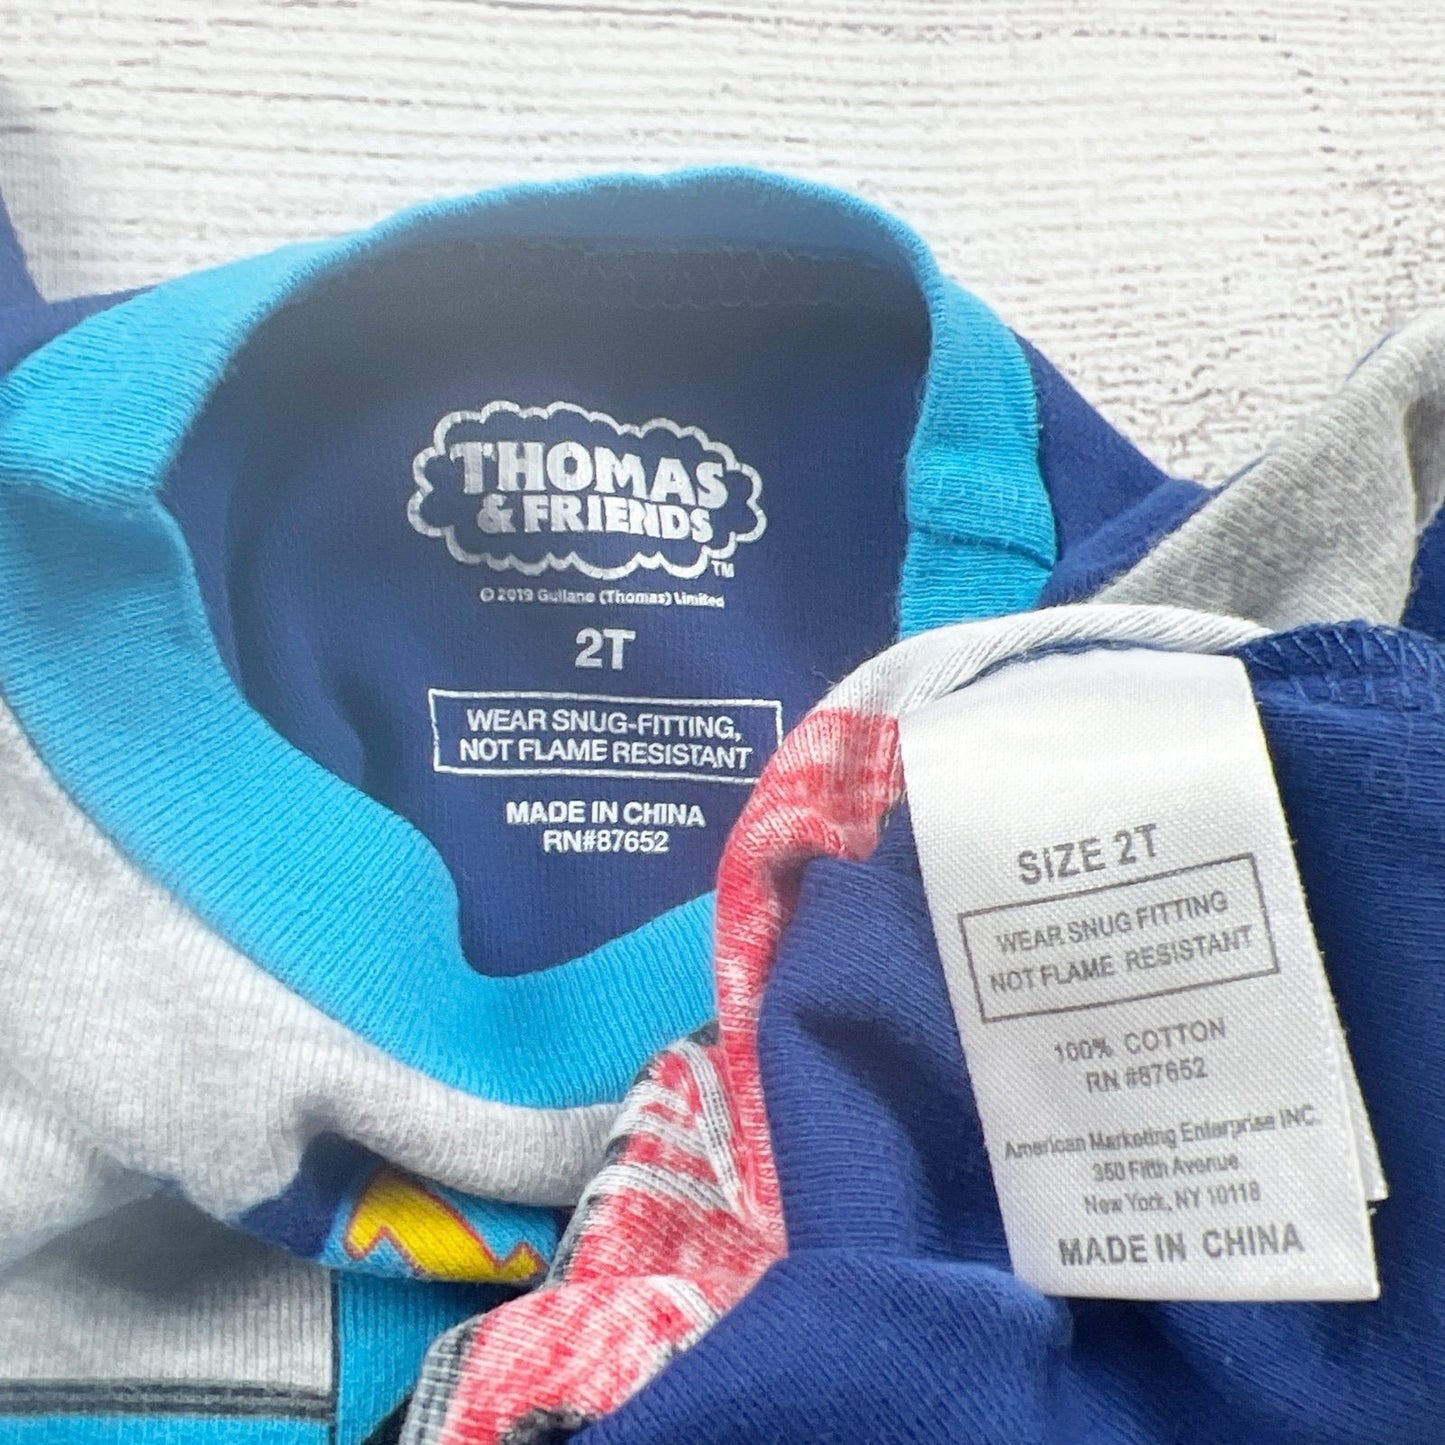 THOMAS
& FRIENDS
TM
© 2019 Gullane (Thomas) Limited
2T
WEAR SNUG-FITTING,
NOT FLAME RESISTANT
MADE IN CHINA
RN#87652
SIZE 2T
WEAR SNUG FITTING
NOT FLAME RESISTANT
100% COTTON
RN #87652
American Marketing Enterprise INC.
350 Fifth Avenue
New York, NY 10118
MADE IN CHINA